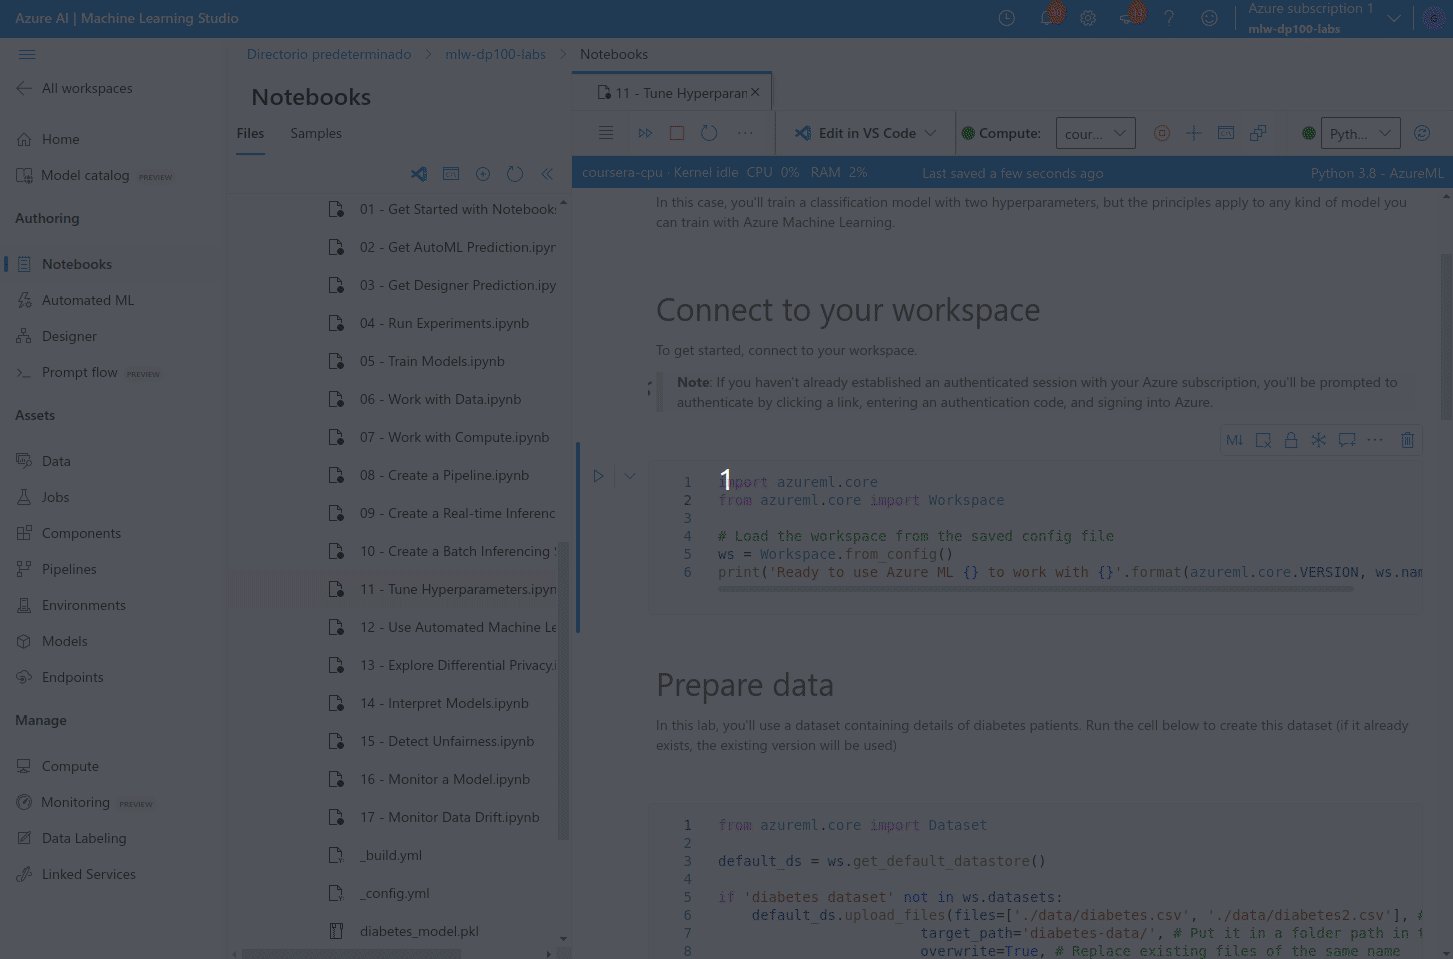 Azure AI | Machine Learning Studio
Azure subscription 1
mlw-dp100-labs
All workspaces
Home
Model catalog PREVIEW
Authoring
Notebooks
Automated ML
Designer
Prompt flow PREVIEW
Assets
Data
Jobs
Components
Pipelines
Environments
Models
Endpoints
Manage
Compute
Monitoring PREVIEW
Data Labeling
Linked Services
Directorio predeterminado > mlw-dp100-labs > Notebooks
Notebooks
Files Samples
01 - Get Started with Notebooks
02 - Get AutoML Prediction.ipyn
03 - Get Designer Prediction.ipy
04 - Run Experiments.ipynb
05 - Train Models.ipynb
06 - Work with Data.ipynb
07 - Work with Compute.ipynb
08 - Create a Pipeline.ipynb
09 - Create a Real-time Inferenc
10 - Create a Batch Inferencing
11 - Tune Hyperparameters.ipyn
12 - Use Automated Machine Le
13 - Explore Differential Privacy.i
14 - Interpret Models.ipynb
15 - Detect Unfairness.ipynb
16 - Monitor a Model.ipynb
17 - Monitor Data Drift.ipynb
_build.yml
_config.yml
diabetes_model.pkl
11 - Tune Hyperparan
Edit in VS Code
Compute: cour...
Pyth...
coursera-cpu · Kernel idle CPU 0% RAM 2%
Last saved a few seconds ago
Python 3.8 - AzureML
In this case, you'll train a classification model with two hyperparameters, but the principles apply to any kind of model you
can train with Azure Machine Learning.
Connect to your workspace
To get started, connect to your workspace.
Note: If you haven't already established an authenticated session with your Azure subscription, you'll be prompted to
authenticate by clicking a link, entering an authentication code, and signing into Azure.
M↓
1
1 import azureml.core
2 from azureml.core import Workspace
3
4 # Load the workspace from the saved config file
5 ws = Workspace.from_config()
6 print('Ready to use Azure ML {} to work with {}'.format(azureml.core.VERSION, ws.nam
Prepare data
In this lab, you'll use a dataset containing details of diabetes patients. Run the cell below to create this dataset (if it already
exists, the existing version will be used)
1 from azureml.core import Dataset
2
3 default_ds = ws.get_default_datastore()
4
5 if 'diabetes dataset' not in ws.datasets:
6 default_ds.upload_files(files=['./data/diabetes.csv', './data/diabetes2.csv'], #
7 target_path='diabetes-data/', # Put it in a folder path in t
8 overwrite=True, # Replace existing files of the same name